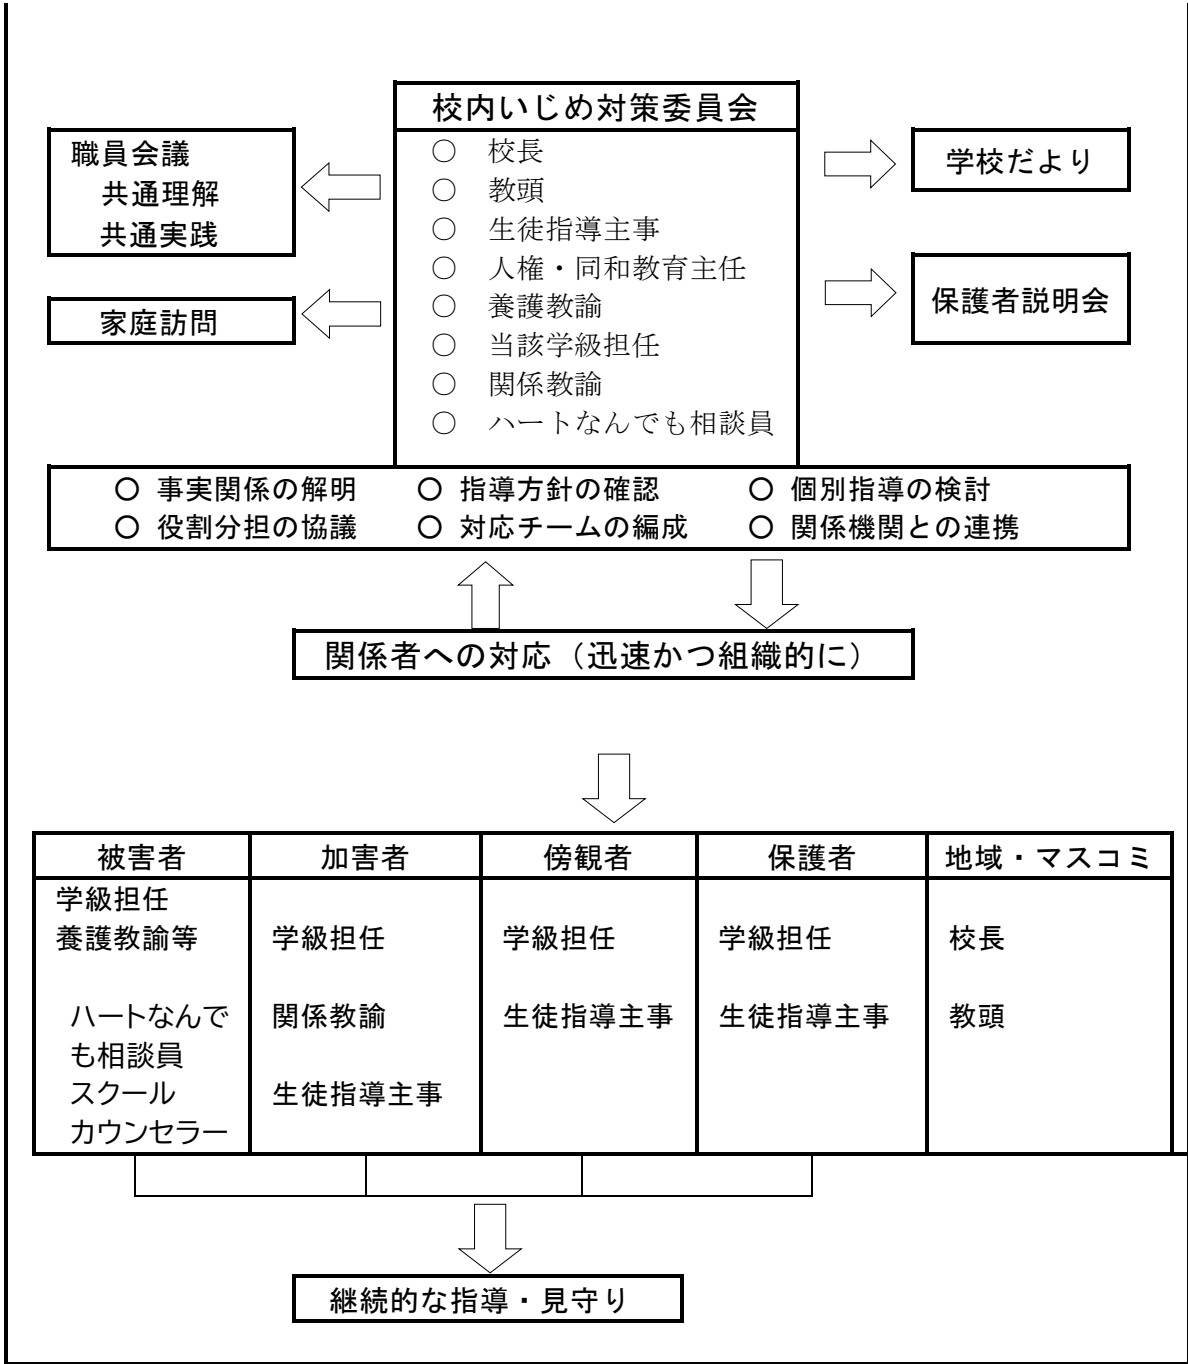 校内いじめ対策委員会
職員会議
共通理解
共通実践
家庭訪問
○ 校長
○ 教頭
○ 生徒指導主事
○ 人権・同和教育主任
○ 養護教諭
○ 当該学級担任
○ 関係教諭
○ ハートなんでも相談員
学校だより
保護者説明会
○ 事実関係の解明 ○ 指導方針の確認 ○ 個別指導の検討
○ 役割分担の協議 ○ 対応チームの編成 ○ 関係機関との連携
関係者への対応（迅速かつ組織的に）
被害者
学級担任
養護教諭等
ハートなんで
も相談員
スクール
カウンセラー
加害者
学級担任
関係教諭
生徒指導主事
傍観者
学級担任
生徒指導主事
保護者
学級担任
生徒指導主事
地域・マスコミ
校長
教頭
継続的な指導・見守り